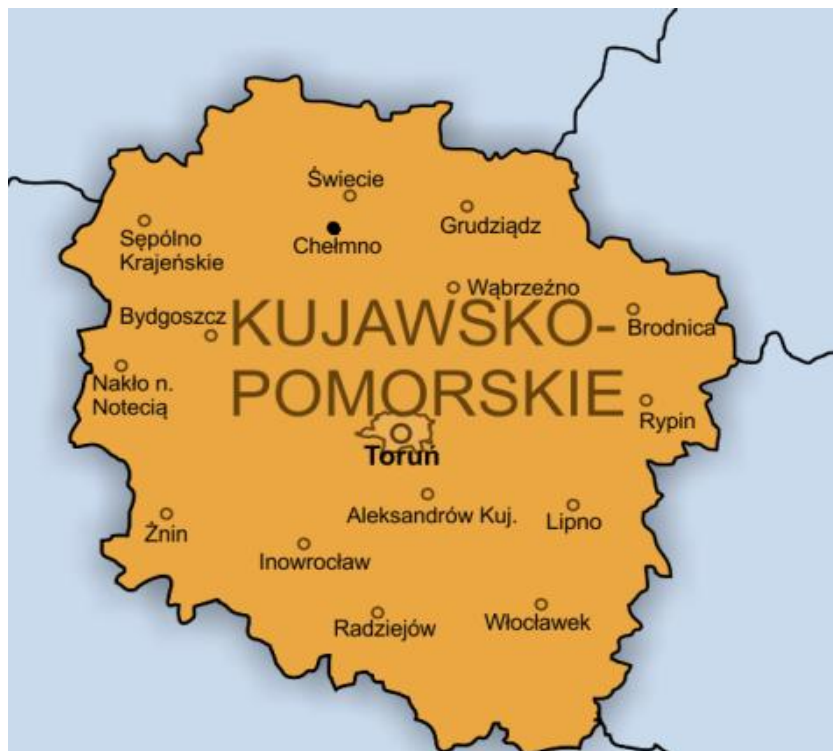 Świecie
Grudziądz
Sępólno
Krajeńskie
Chełmno
Wąbrzeźno
Bydgoszcz
KUJAWSKO-
POMORSKIE
Brodnica
Nakło n.
Notecią
Rypin
Toruń
Aleksandrów Kuj.
Lipno
Żnin
Inowrocław
Radziejów
Włocławek